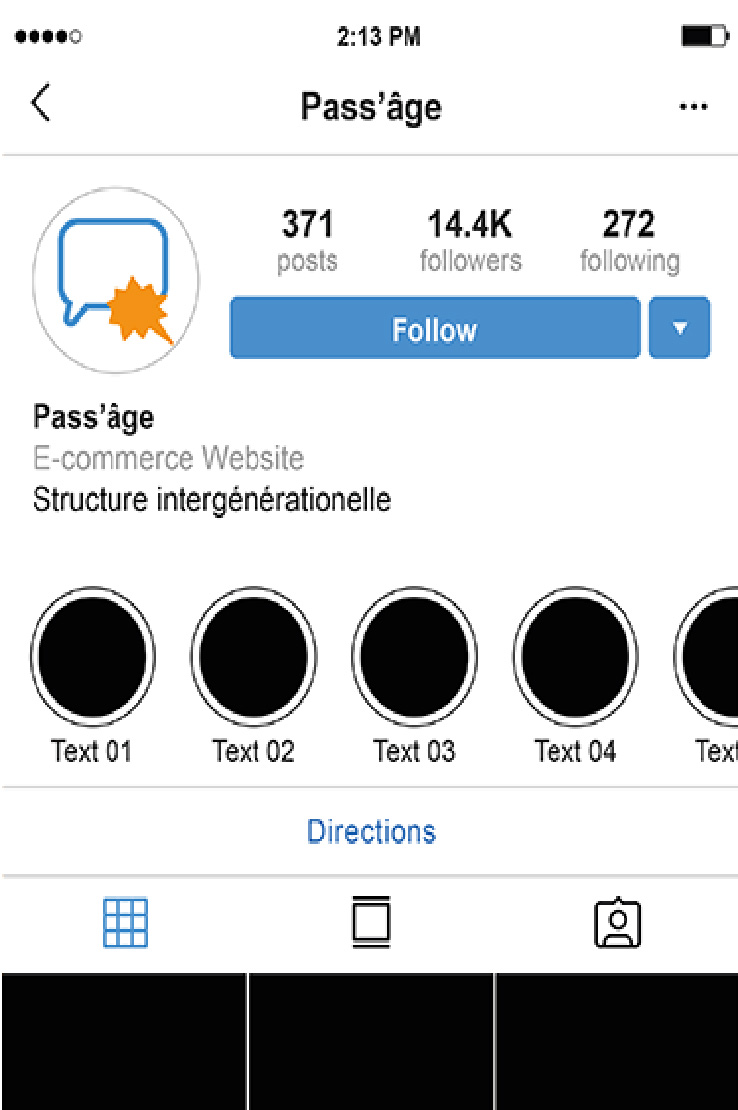 2:13 PM
Pass’âge
371 14.4K 272
posts followers following
Follow
Pass’âge
E-commerce Website
Structure intergénérationelle
Text 01 Text 02 Text 03 Text 04 Text
Directions